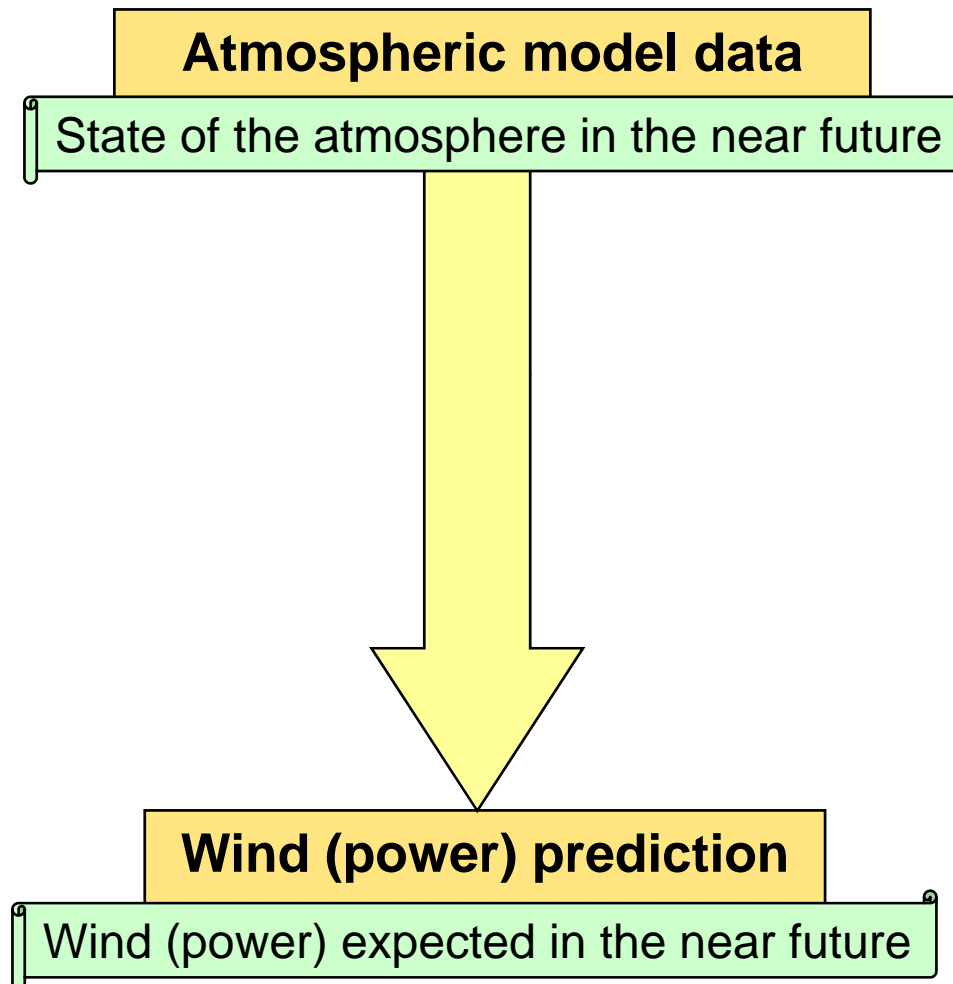 Atmospheric model data
State of the atmosphere in the near future
Wind (power) prediction
Wind (power) expected in the near future